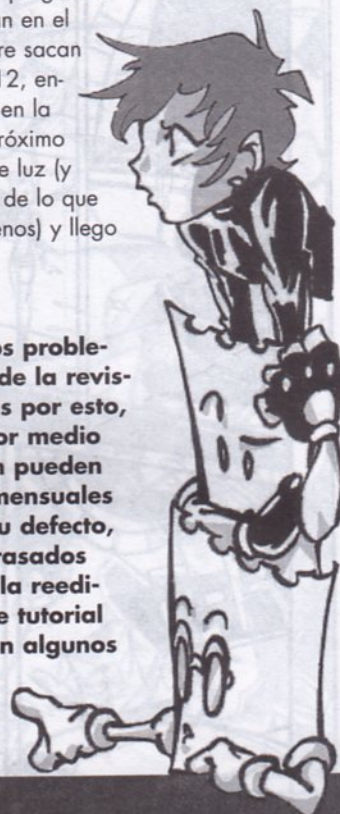 n en el
re sacan
12, en-
en la
róximo
e luz (y
de lo que
enos) y llego
os proble-
de la revis-
s por esto,
or medio
n pueden
mensuales
u defecto,
rasados
la reedi-
e tutorial
n algunos